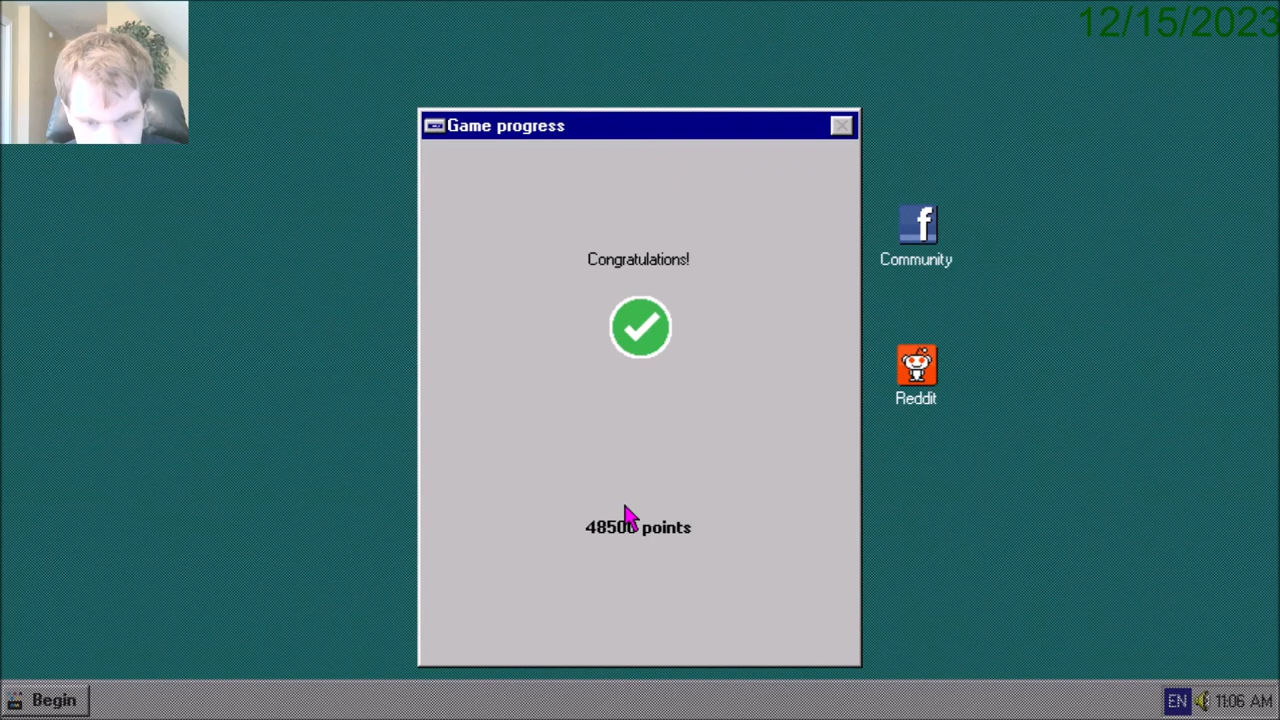 12/15/2023
Game progress
Congratulations!
Community
Reddit
points
Begin
EN
11:06 AM